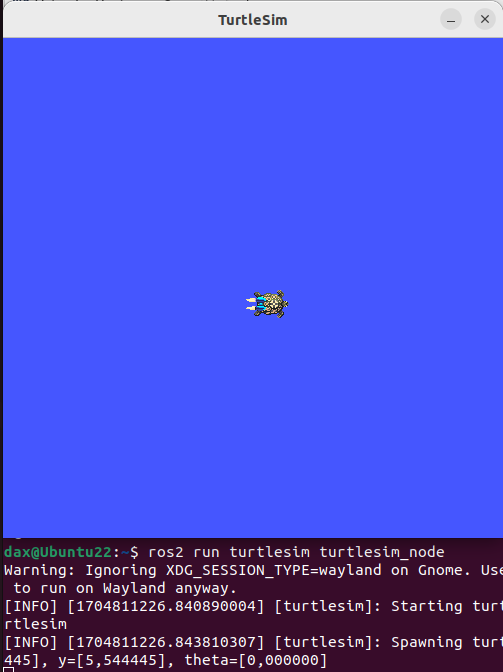 TurtleSim
dax@Ubuntu22:~$ ros2 run turtlesim turtlesim_node
Warning: Ignoring XDG_SESSION_TYPE=wayland on Gnome. Use
to run on Wayland anyway.
[INFO] [1704811226.840890004] [turtlesim]: Starting turt
rtlesim
[INFO] [1704811226.843810307] [turtlesim]: Spawning turt
445], y=[5,544445], theta=[0,000000]